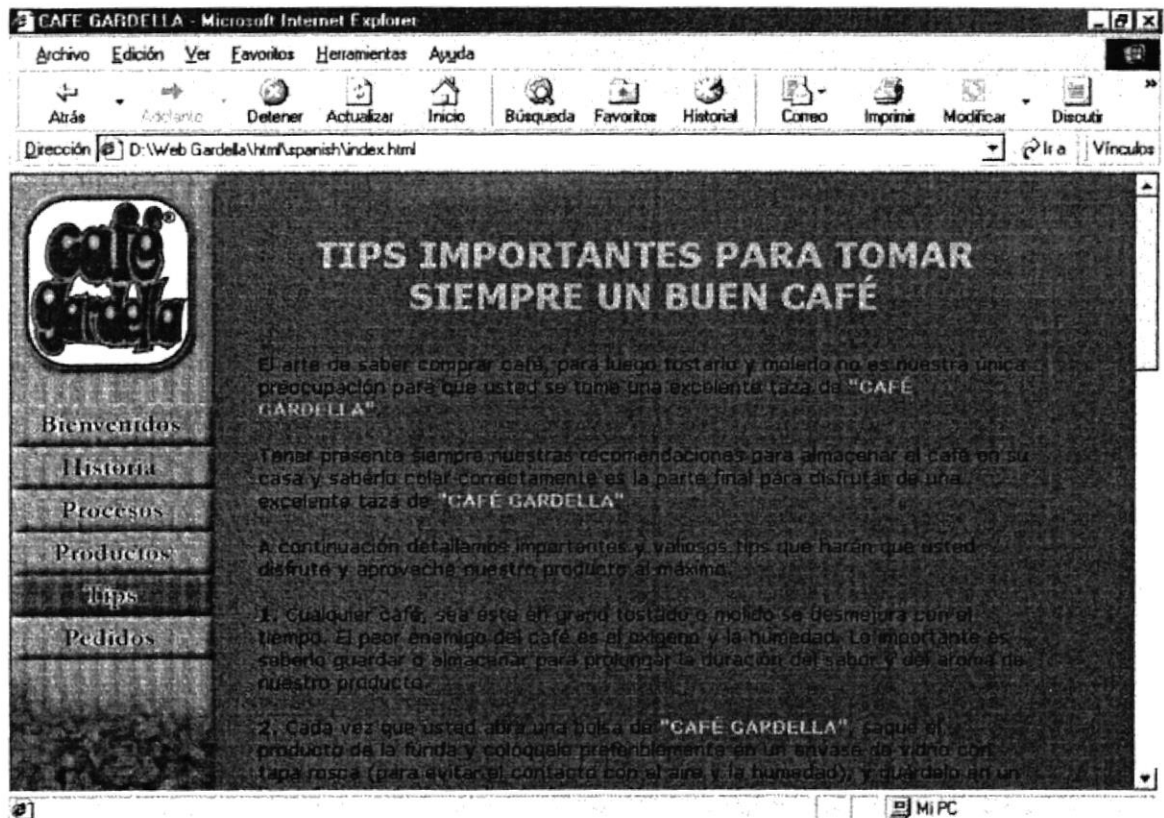 CAFE GARDELLA - Microsoft Internet Explorer
Archivo Edición Ver Favoritos Herramientas Ayuda
Atrás Adelante Detener Actualizar Inicio Búsqueda Favoritos Historial Correo Imprimir Modificar Discutir »
Dirección D:\Web Gardella\html\spanish\index.html Ir a Vínculos
café®
gardella
TIPS IMPORTANTES PARA TOMAR
SIEMPRE UN BUEN CAFÉ
El arte de saber comprar café, para luego tostarlo y molerlo no es nuestra única
preocupación para que usted se tome una excelente taza de "CAFÉ
GARDELLA"
Tener presente siempre nuestras recomendaciones para almacenar el café en su
casa y saberlo colar correctamente es la parte final para disfrutar de una
excelente taza de "CAFÉ GARDELLA"
A continuación detallamos importantes y valiosos tips que harán que usted
disfrute y aproveche nuestro producto al máximo.
1. Cualquier café, sea éste en grano tostado o molido se desmejora con el
tiempo. El peor enemigo del café es el oxígeno y la humedad. Lo importante es
saberlo guardar o almacenar para prolongar la duración del sabor y del aroma de
nuestro producto.
2. Cada vez que usted abra una bolsa de "CAFÉ GARDELLA", saque el
producto de la funda y colóquelo preferiblemente en un envase de vidrio con
tapa rosca (para evitar el contacto con el aire y la humedad), y guárdelo en un
Bienvenidos
Historia
Procesos
Productos
Tips
Pedidos
Mi PC